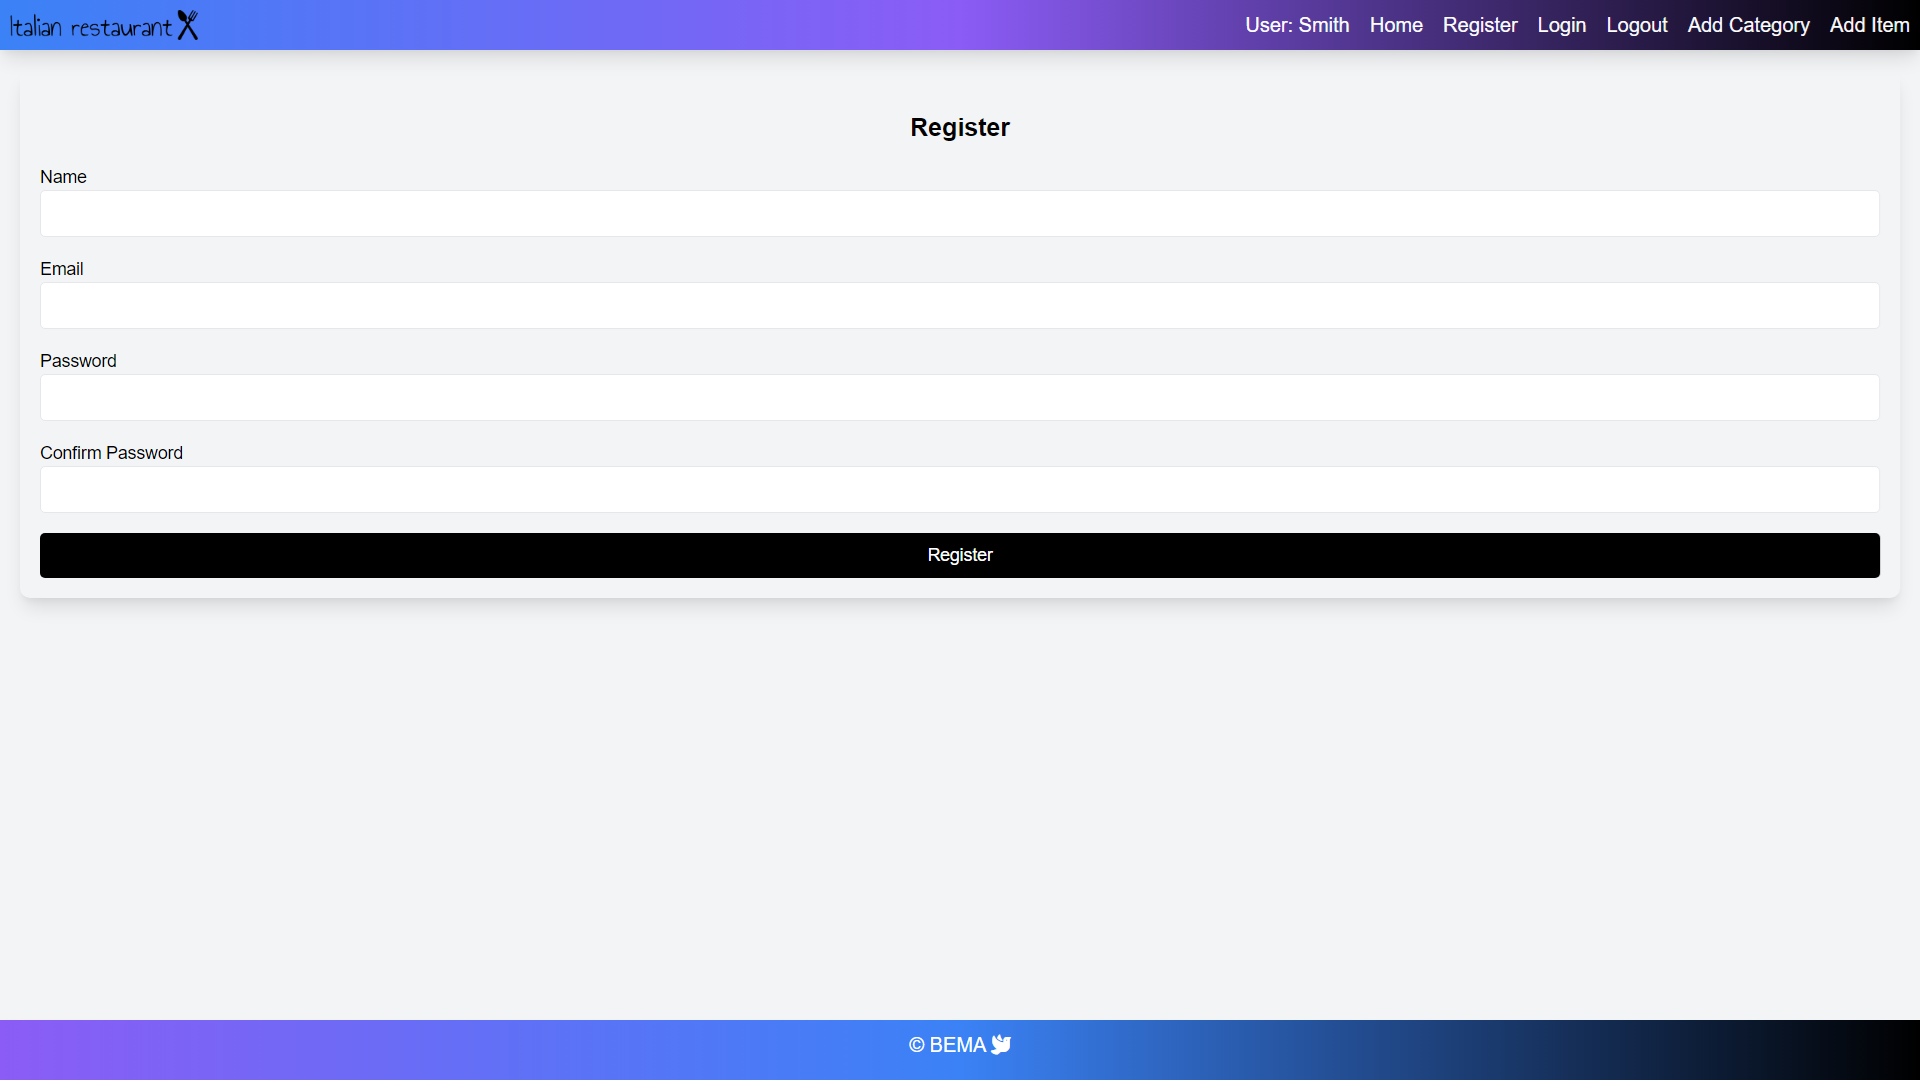 Italian restaurant
User: Smith Home Register Login Logout Add Category Add Item
Register
Name
Email
Password
Confirm Password
Register
© BEMA